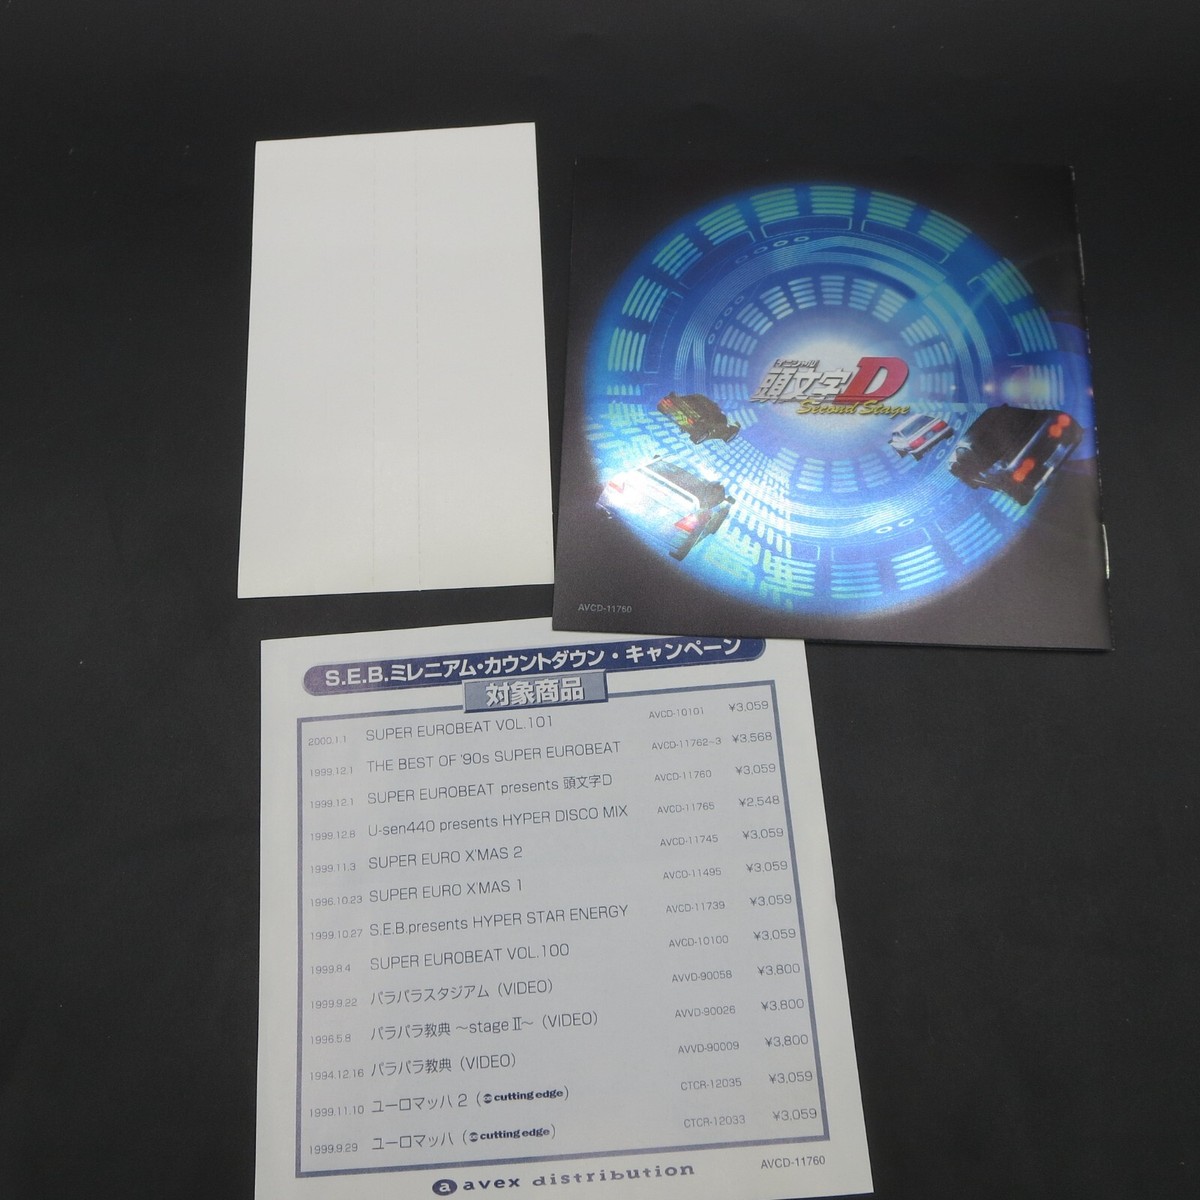 イニシャル
頭文字D
Second Stage
AVCD-11760
S.E.B.ミレニアム・カウントダウン・キャンペーン
対象商品
2000.1.1 SUPER EUROBEAT VOL.101 AVCD-10101 ¥3,059
1999.12.1 THE BEST OF '90s SUPER EUROBEAT AVCD-11762~3 ¥3,568
1999.12.1 SUPER EUROBEAT presents 頭文字D AVCD-11760 ¥3,059
1999.12.8 U-sen440 presents HYPER DISCO MIX AVCD-11765 ¥2,548
1999.11.3 SUPER EURO X'MAS 2 AVCD-11745 ¥3,059
1996.10.23 SUPER EURO X'MAS 1 AVCD-11495 ¥3,059
1999.10.27 S.E.B.presents HYPER STAR ENERGY AVCD-11739 ¥3,059
1999.8.4 SUPER EUROBEAT VOL.100 AVCD-10100 ¥3,059
1999.9.22 パラパラスタジアム (VIDEO) AVVD-90058 ¥3,800
1996.5.8 パラパラ教典 ～stage II～ (VIDEO) AVVD-90026 ¥3,800
1994.12.16 パラパラ教典 (VIDEO) AVVD-90009 ¥3,800
1999.11.10 ユーロマッハ 2 (cutting edge) CTCR-12035 ¥3,059
1999.9.29 ユーロマッハ (cutting edge) CTCR-12033 ¥3,059
a avex distribution AVCD-11760